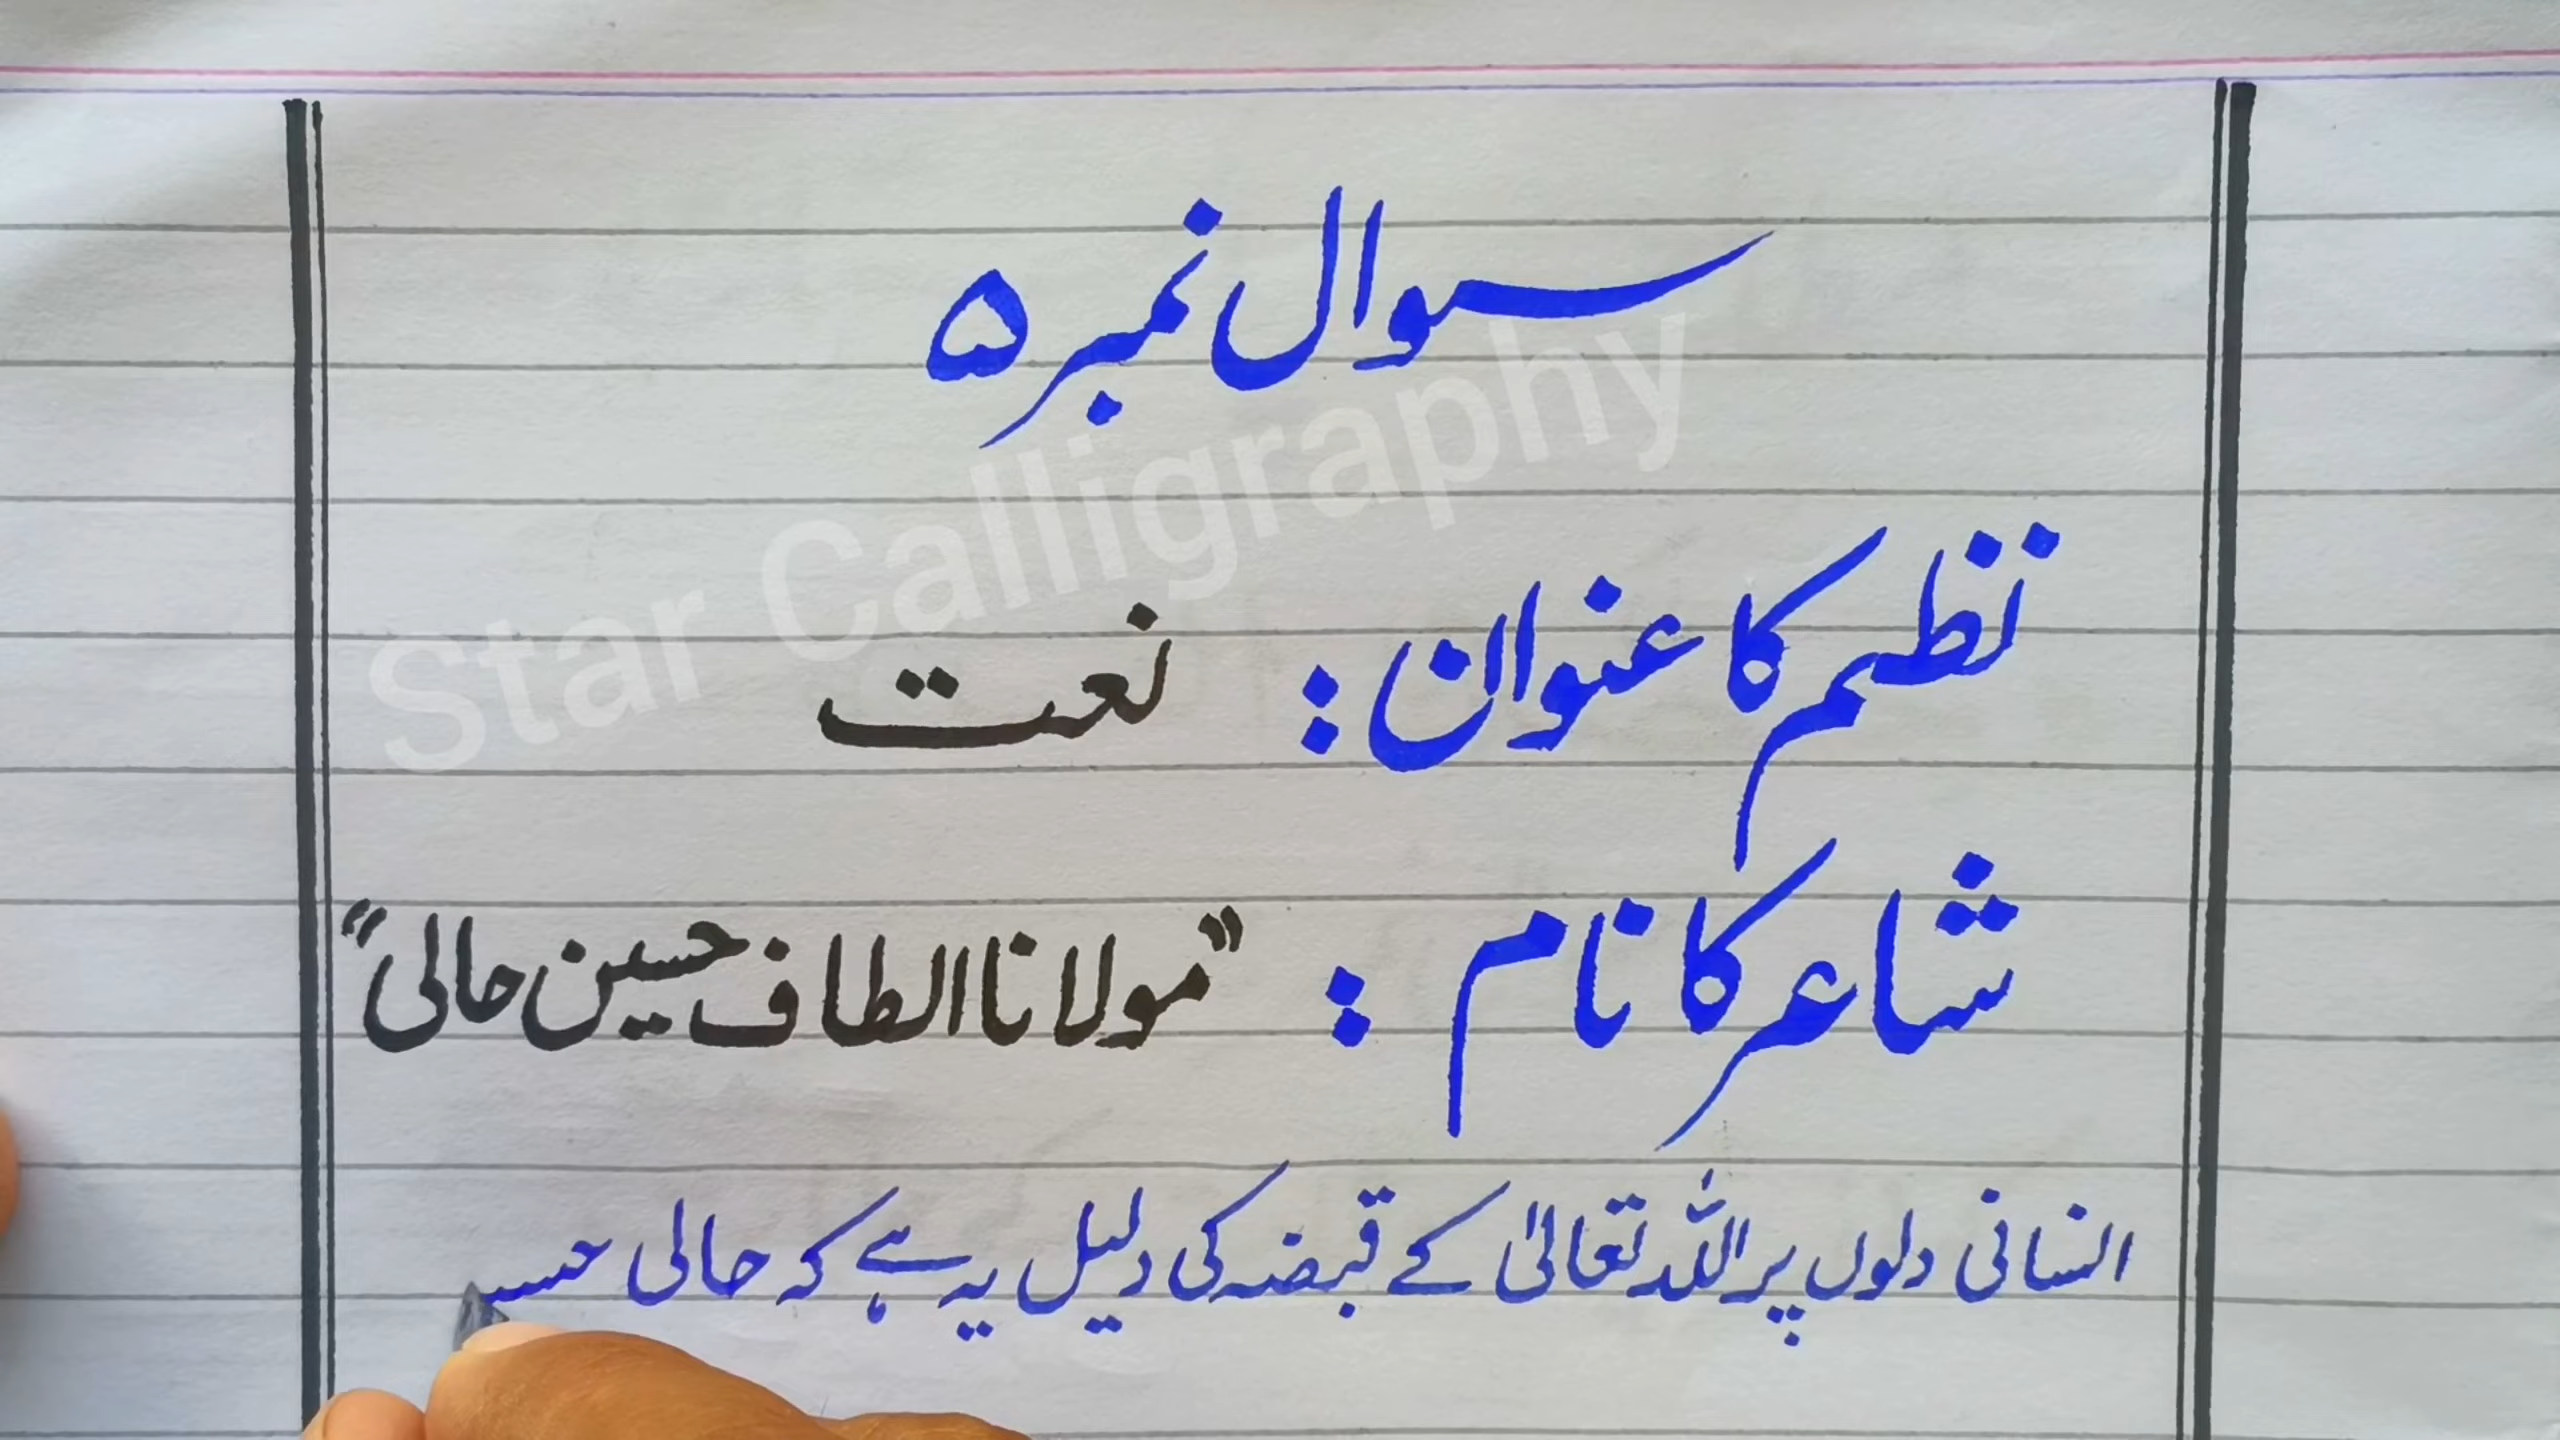 سوال نمبر ۵
نظم کا عنوان : نعت
شاعر کا نام : “مولانا الطاف حسین حالی”
انسانی دلوں پر اللہ تعالیٰ کے قبضہ کی دلیل یہ ہے کہ حالی
Star Calligraphy